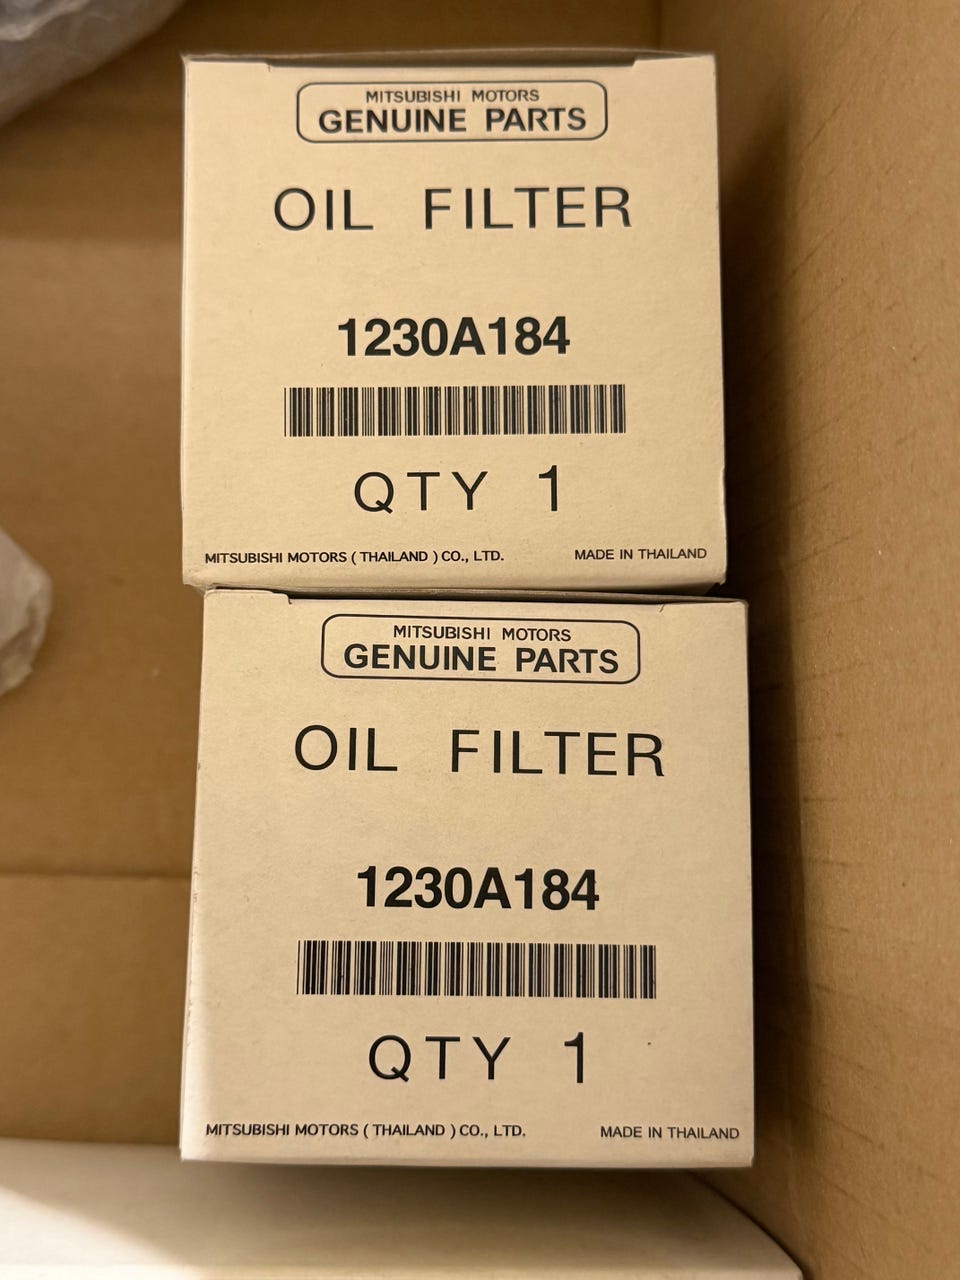 MITSUBISHI MOTORS
GENUINE PARTS
OIL FILTER
1230A184
QTY 1
MITSUBISHI MOTORS ( THAILAND ) CO., LTD. MADE IN THAILAND
MITSUBISHI MOTORS
GENUINE PARTS
OIL FILTER
1230A184
QTY 1
MITSUBISHI MOTORS ( THAILAND ) CO., LTD. MADE IN THAILAND